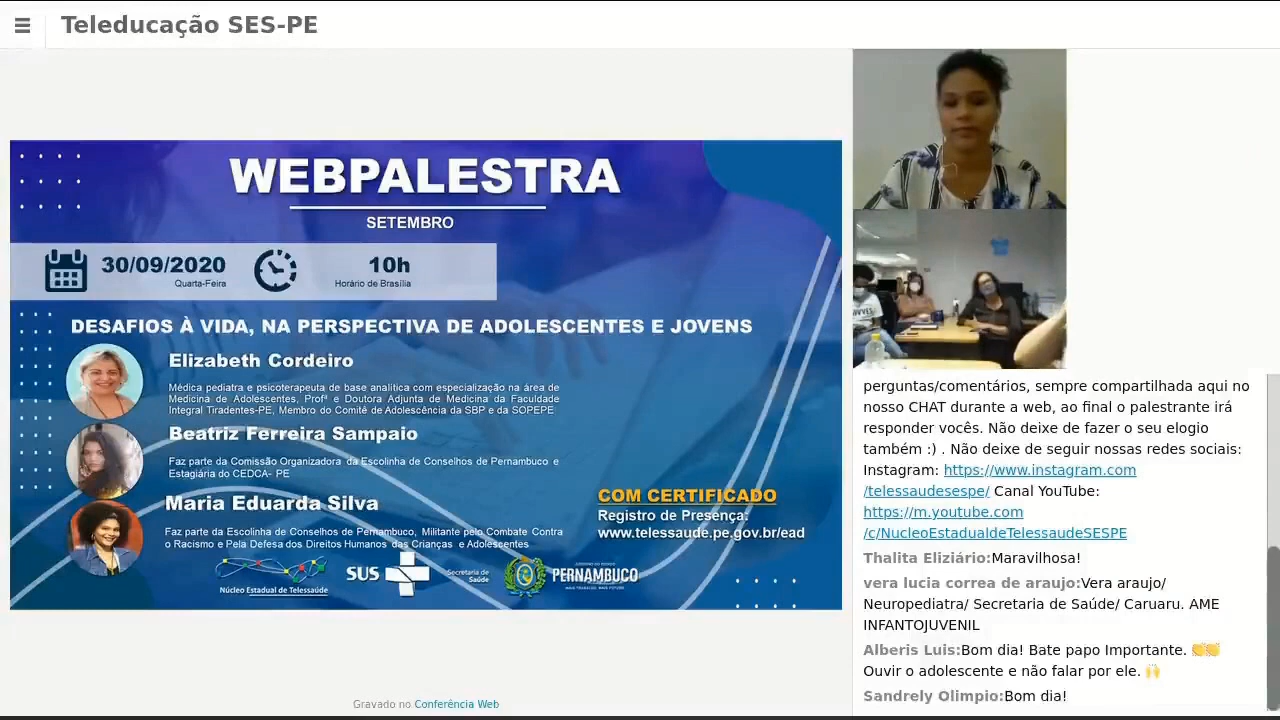 Teleducação SES-PE
WEBPALESTRA
SETEMBRO
30/09/2020
Quarta-Feira
10h
Horário de Brasília
DESAFIOS À VIDA, NA PERSPECTIVA DE ADOLESCENTES E JOVENS
Elizabeth Cordeiro
Médica pediatra e psicoterapeuta de base analítica com especialização na área de
Medicina de Adolescentes, Profª e Doutora Adjunta de Medicina da Faculdade
Integral Tiradentes-PE, Membro do Comitê de Adolescência da SBP e da SOPEPE
Beatriz Ferreira Sampaio
Faz parte da Comissão Organizadora da Escolinha de Conselhos de Pernambuco e
Estagiária do CEDCA- PE
Maria Eduarda Silva
Faz parte da Escolinha de Conselhos de Pernambuco, Militante pelo Combate Contra
o Racismo e Pela Defesa dos Direitos Humanos das Crianças e Adolescentes
COM CERTIFICADO
Registro de Presença:
www.telessaude.pe.gov.br/ead
Núcleo Estadual de Telessaúde
SUS
Secretaria de
Saúde
PERNAMBUCO
Gravado no Conferência Web
perguntas/comentários, sempre compartilhada aqui no
nosso CHAT durante a web, ao final o palestrante irá
responder vocês. Não deixe de fazer o seu elogio
também :) . Não deixe de seguir nossas redes sociais:
Instagram: https://www.instagram.com
/telessaudesespe/ Canal YouTube:
https://m.youtube.com
/c/NucleoEstadualdeTelessaudeSESPE
Thalita Eliziário:Maravilhosa!
vera lucia correa de araujo:Vera araujo/
Neuropediatra/ Secretaria de Saúde/ Caruaru. AME
INFANTOJUVENIL
Alberis Luis:Bom dia! Bate papo Importante. 👏👏
Ouvir o adolescente e não falar por ele. 🙌
Sandrely Olimpio:Bom dia!